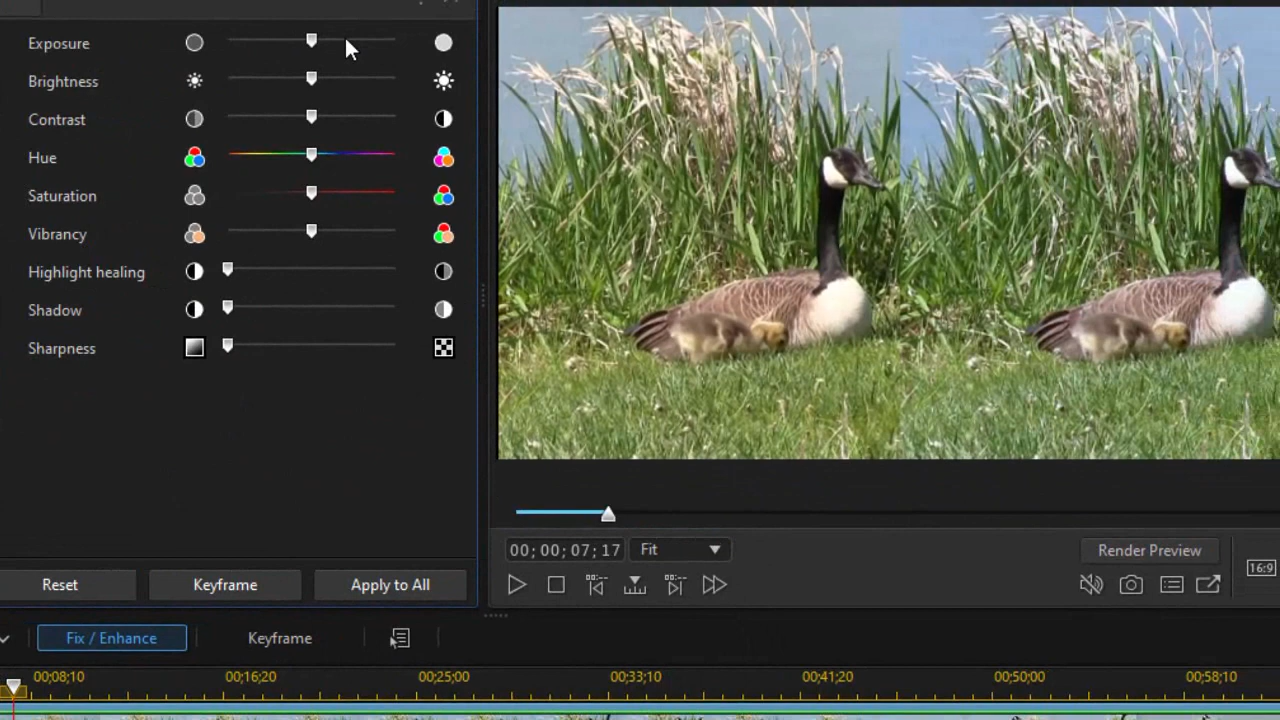 Exposure
Brightness
Contrast
Hue
Saturation
Vibrancy
Highlight healing
Shadow
Sharpness
Reset Keyframe Apply to All
00;00;07;17 Fit Render Preview
16:9
Fix / Enhance Keyframe
00;08;10 00;16;20 00;25;00 00;33;10 00;41;20 00;50;00 00;58;10